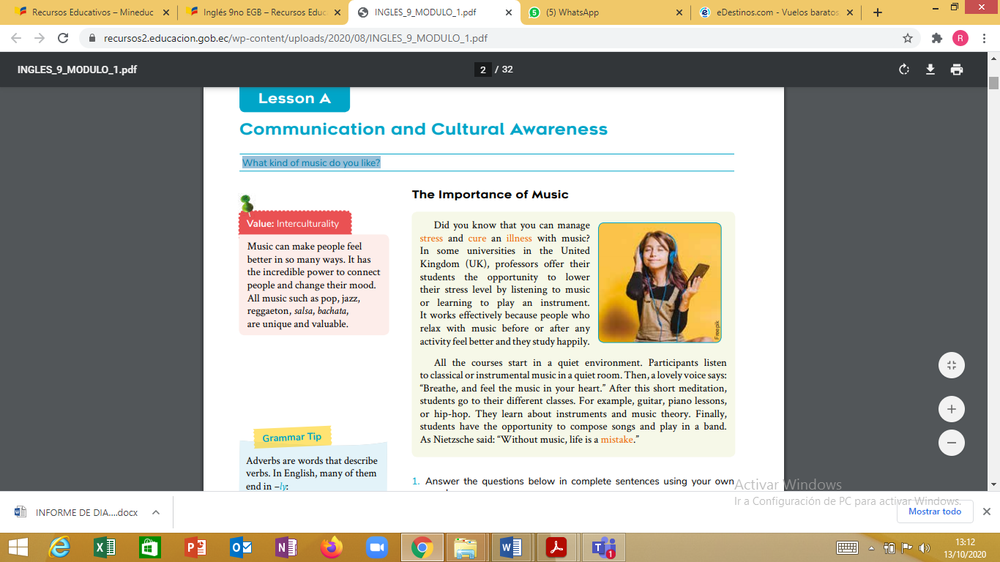 Recursos Educativos – Mineduc
Inglés 9no EGB – Recursos Educ
INGLES_9_MODULO_1.pdf
(5) WhatsApp
eDestinos.com - Vuelos baratos
recursos2.educacion.gob.ec/wp-content/uploads/2020/08/INGLES_9_MODULO_1.pdf
R
INGLES_9_MODULO_1.pdf
2 / 32
Lesson A
Communication and Cultural Awareness
What kind of music do you like?
Value: Interculturality
Music can make people feel
better in so many ways. It has
the incredible power to connect
people and change their mood.
All music such as pop, jazz,
reggaeton, salsa, bachata,
are unique and valuable.
Grammar Tip
Adverbs are words that describe
verbs. In English, many of them
end in –ly:
The Importance of Music
Did you know that you can manage
stress and cure an illness with music?
In some universities in the United
Kingdom (UK), professors offer their
students the opportunity to lower
their stress level by listening to music
or learning to play an instrument.
It works effectively because people who
relax with music before or after any
activity feel better and they study happily.
Freepik
All the courses start in a quiet environment. Participants listen
to classical or instrumental music in a quiet room. Then, a lovely voice says:
“Breathe, and feel the music in your heart.” After this short meditation,
students go to their different classes. For example, guitar, piano lessons,
or hip-hop. They learn about instruments and music theory. Finally,
students have the opportunity to compose songs and play in a band.
As Nietzsche said: “Without music, life is a mistake.”
1. Answer the questions below in complete sentences using your own
Activar Windows
Ir a Configuración de PC para activar Windows.
INFORME DE DIA....docx
Mostrar todo
13:12
13/10/2020